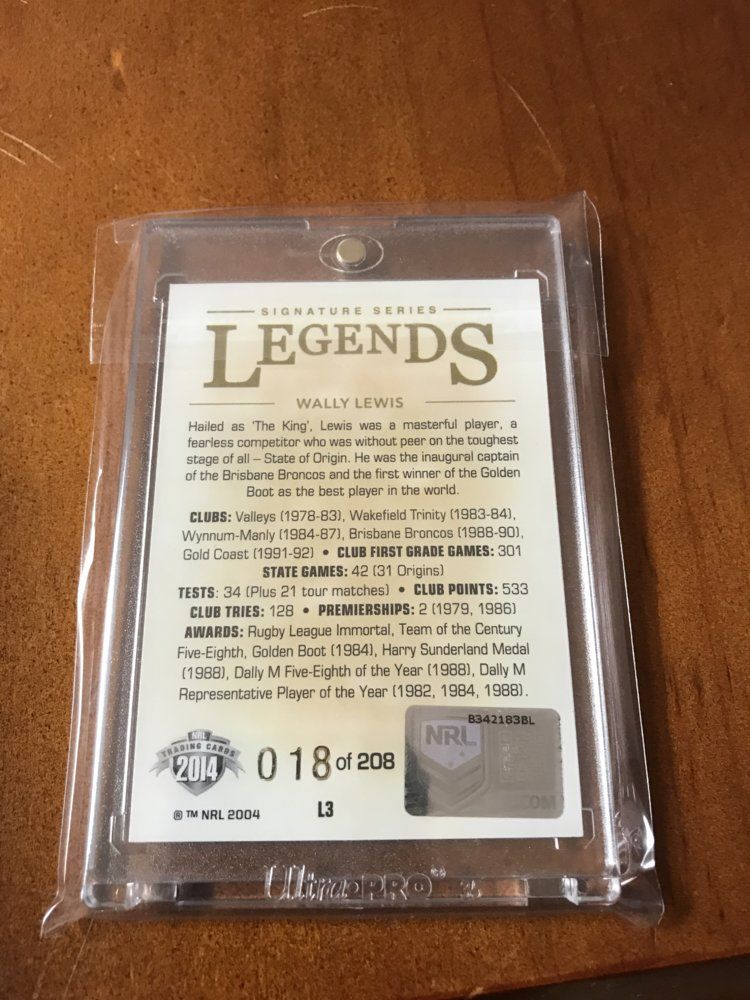 SIGNATURE SERIES
LEGENDS
WALLY LEWIS
Hailed as 'The King', Lewis was a masterful player, a
fearless competitor who was without peer on the toughest
stage of all – State of Origin. He was the inaugural captain
of the Brisbane Broncos and the first winner of the Golden
Boot as the best player in the world.
CLUBS: Valleys (1978-83), Wakefield Trinity (1983-84),
Wynnum-Manly (1984-87), Brisbane Broncos (1988-90),
Gold Coast (1991-92) • CLUB FIRST GRADE GAMES: 301
STATE GAMES: 42 (31 Origins)
TESTS: 34 (Plus 21 tour matches) • CLUB POINTS: 533
CLUB TRIES: 128 • PREMIERSHIPS: 2 (1979, 1986)
AWARDS: Rugby League Immortal, Team of the Century
Five-Eighth, Golden Boot (1984), Harry Sunderland Medal
(1988), Dally M Five-Eighth of the Year (1988), Dally M
Representative Player of the Year (1982, 1984, 1988).
B342183BL
NRL
NRL
TRADING CARDS
2014
018 of 208
COM
® ™ NRL 2004
L3
Ultra•PRO®